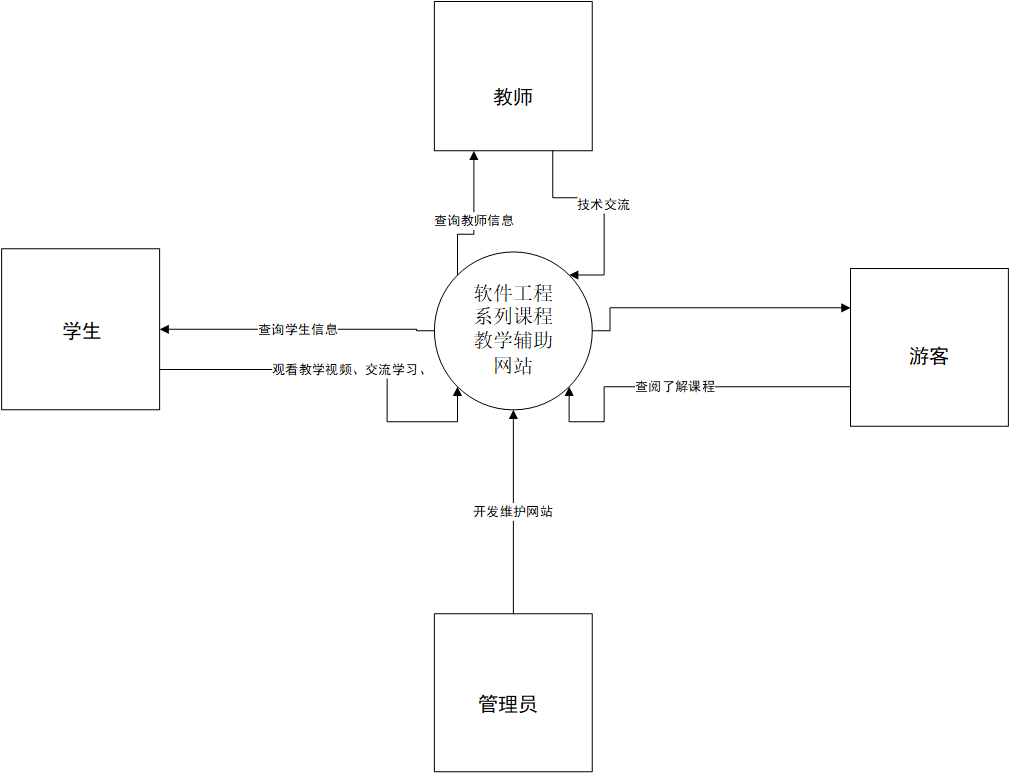 教师
技术交流
查询教师信息
软件工程
系列课程
教学辅助
网站
学生
查询学生信息
游客
观看教学视频、交流学习、
查阅了解课程
开发维护网站
管理员